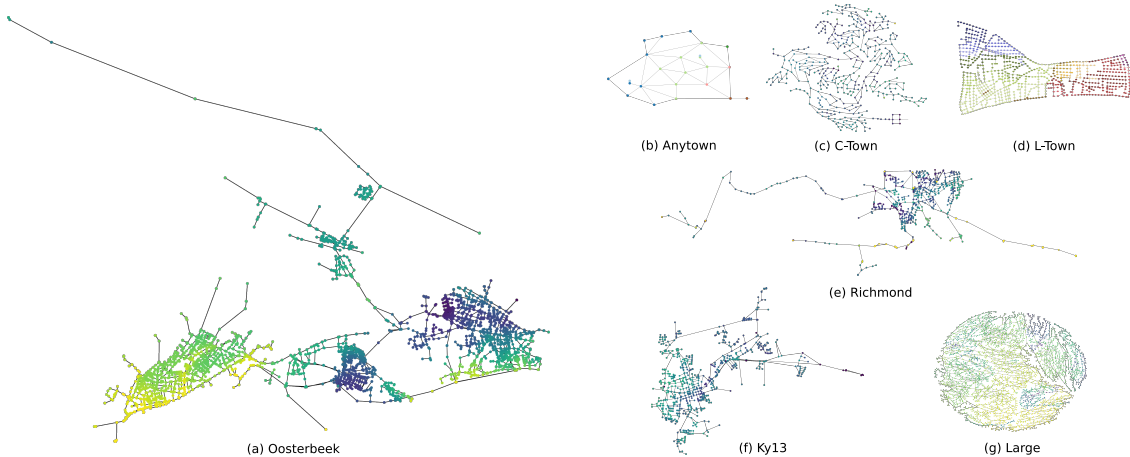 (a) Oosterbeek
(b) Anytown
(c) C-Town
(d) L-Town
(e) Richmond
(f) Ky13
(g) Large